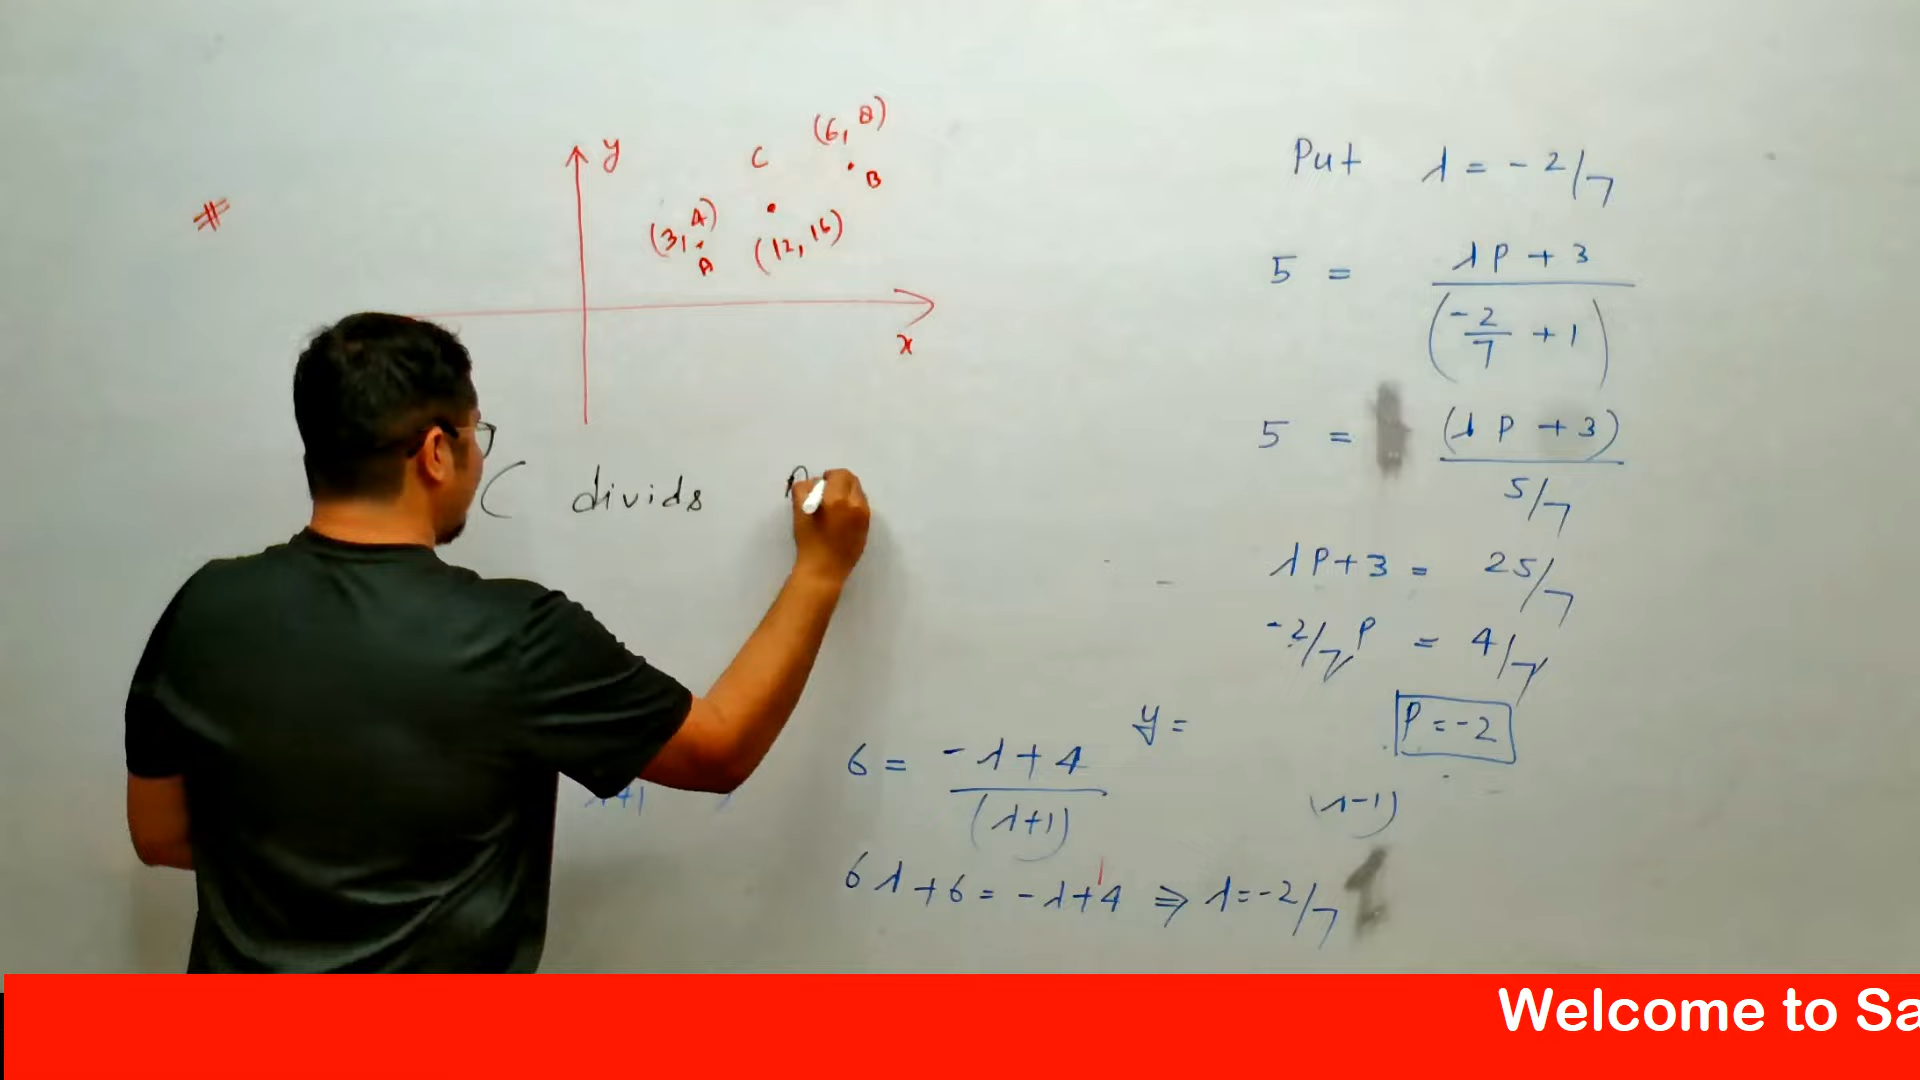 #
y
C
(6, 8)
B
(3, 4)
A
(12, 16)
x
C divids
λ+1
6 = -λ+4/(λ+1)
6λ+6 = -λ+4 ⇒ λ=-2/7
y =
Put λ = -2/7
5 = λP + 3/(-2/7 + 1)
5 = (λP + 3)/5/7
λP+3 = 25/7
-2/7 P = 4/7
P = -2
(λ-1)
Welcome to Sa